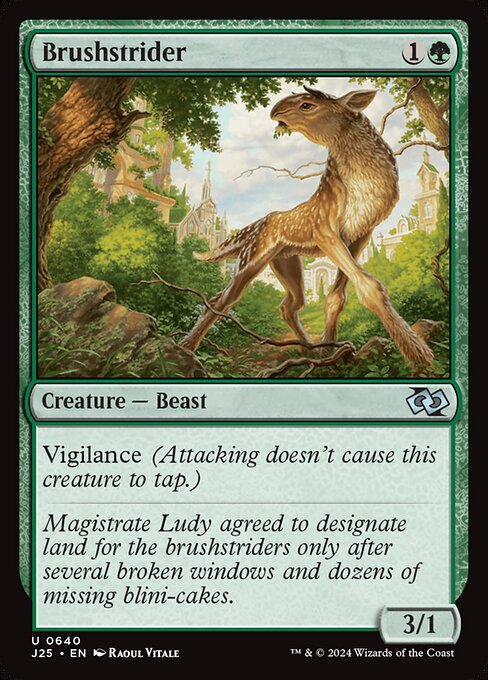 Brushstrider 1
Creature — Beast
Vigilance (Attacking doesn't cause this
creature to tap.)
Magistrate Ludy agreed to designate
land for the brushstriders only after
several broken windows and dozens of
missing blini-cakes.
3/1
U 0640
J25 • EN Raoul Vitale
™ & © 2024 Wizards of the Coast